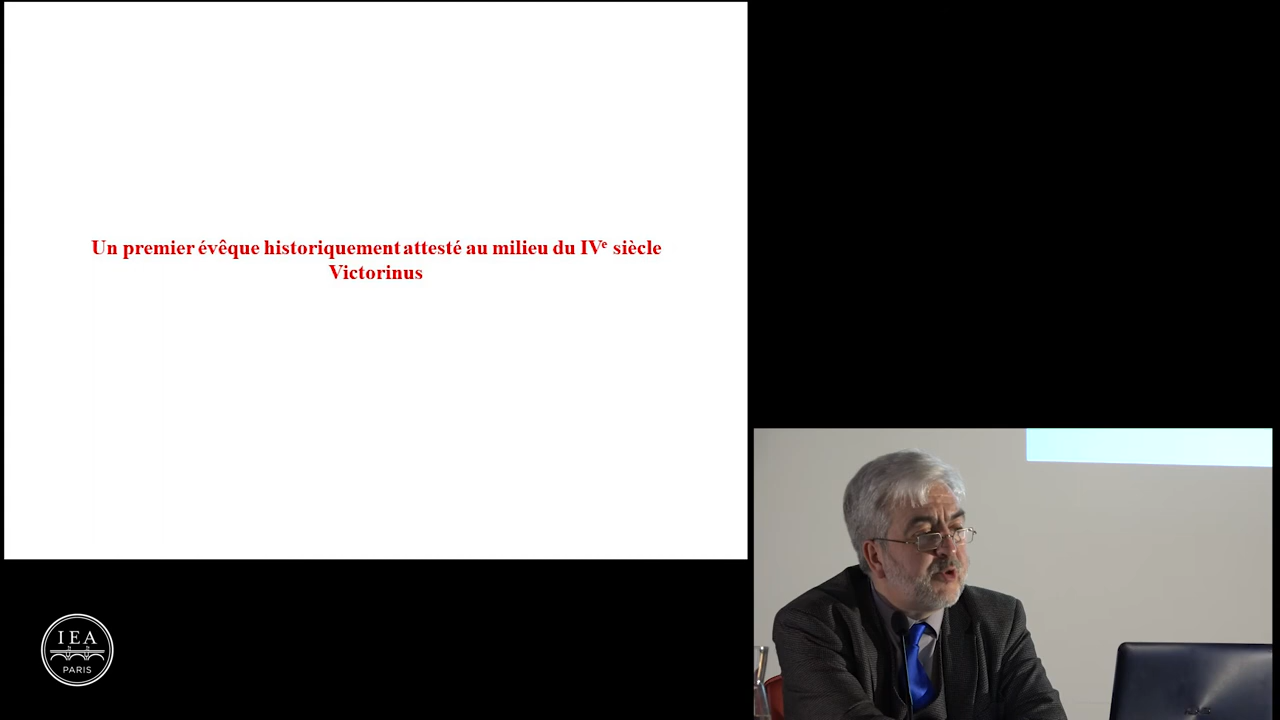 Un premier évêque historiquement attesté au milieu du IVe siècle
Victorinus
IEA
PARIS